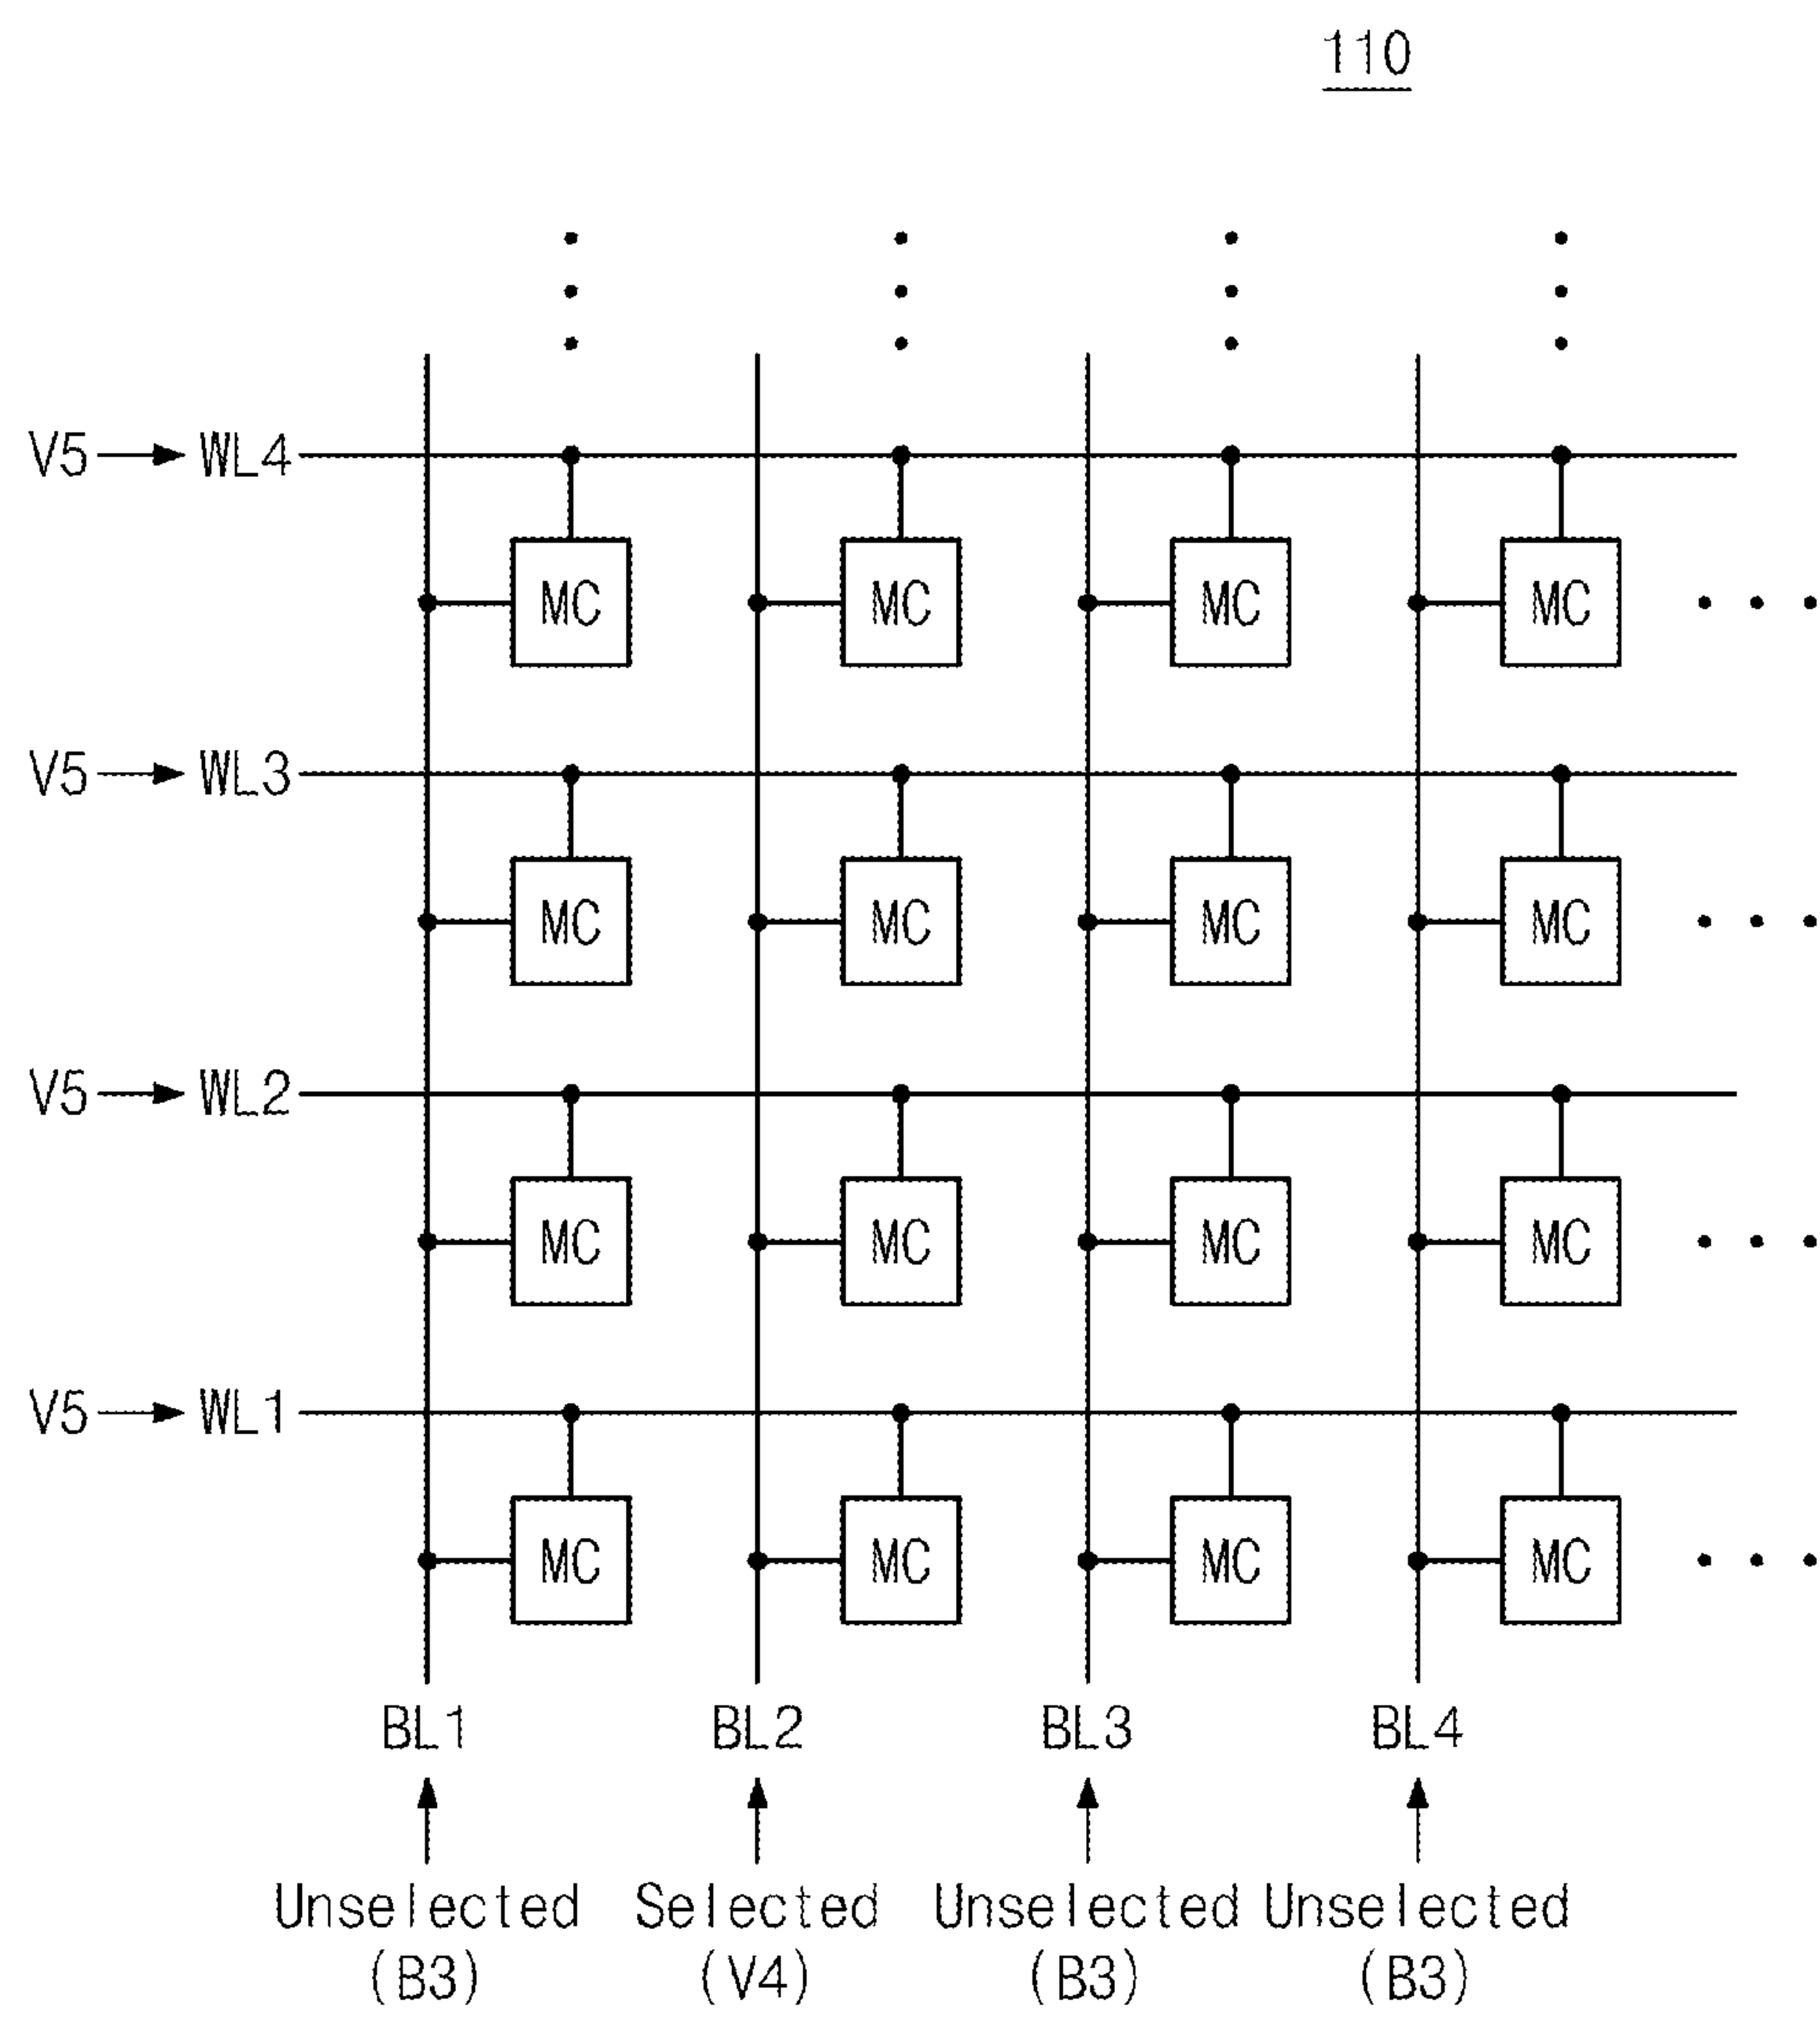 110
V5 WL4
MC MC MC MC
V5 WL3
MC MC MC MC
V5 WL2
MC MC MC MC
V5 WL1
MC MC MC MC
BL1 BL2 BL3 BL4
Unselected Selected Unselected Unselected
(B3) (V4) (B3) (B3)